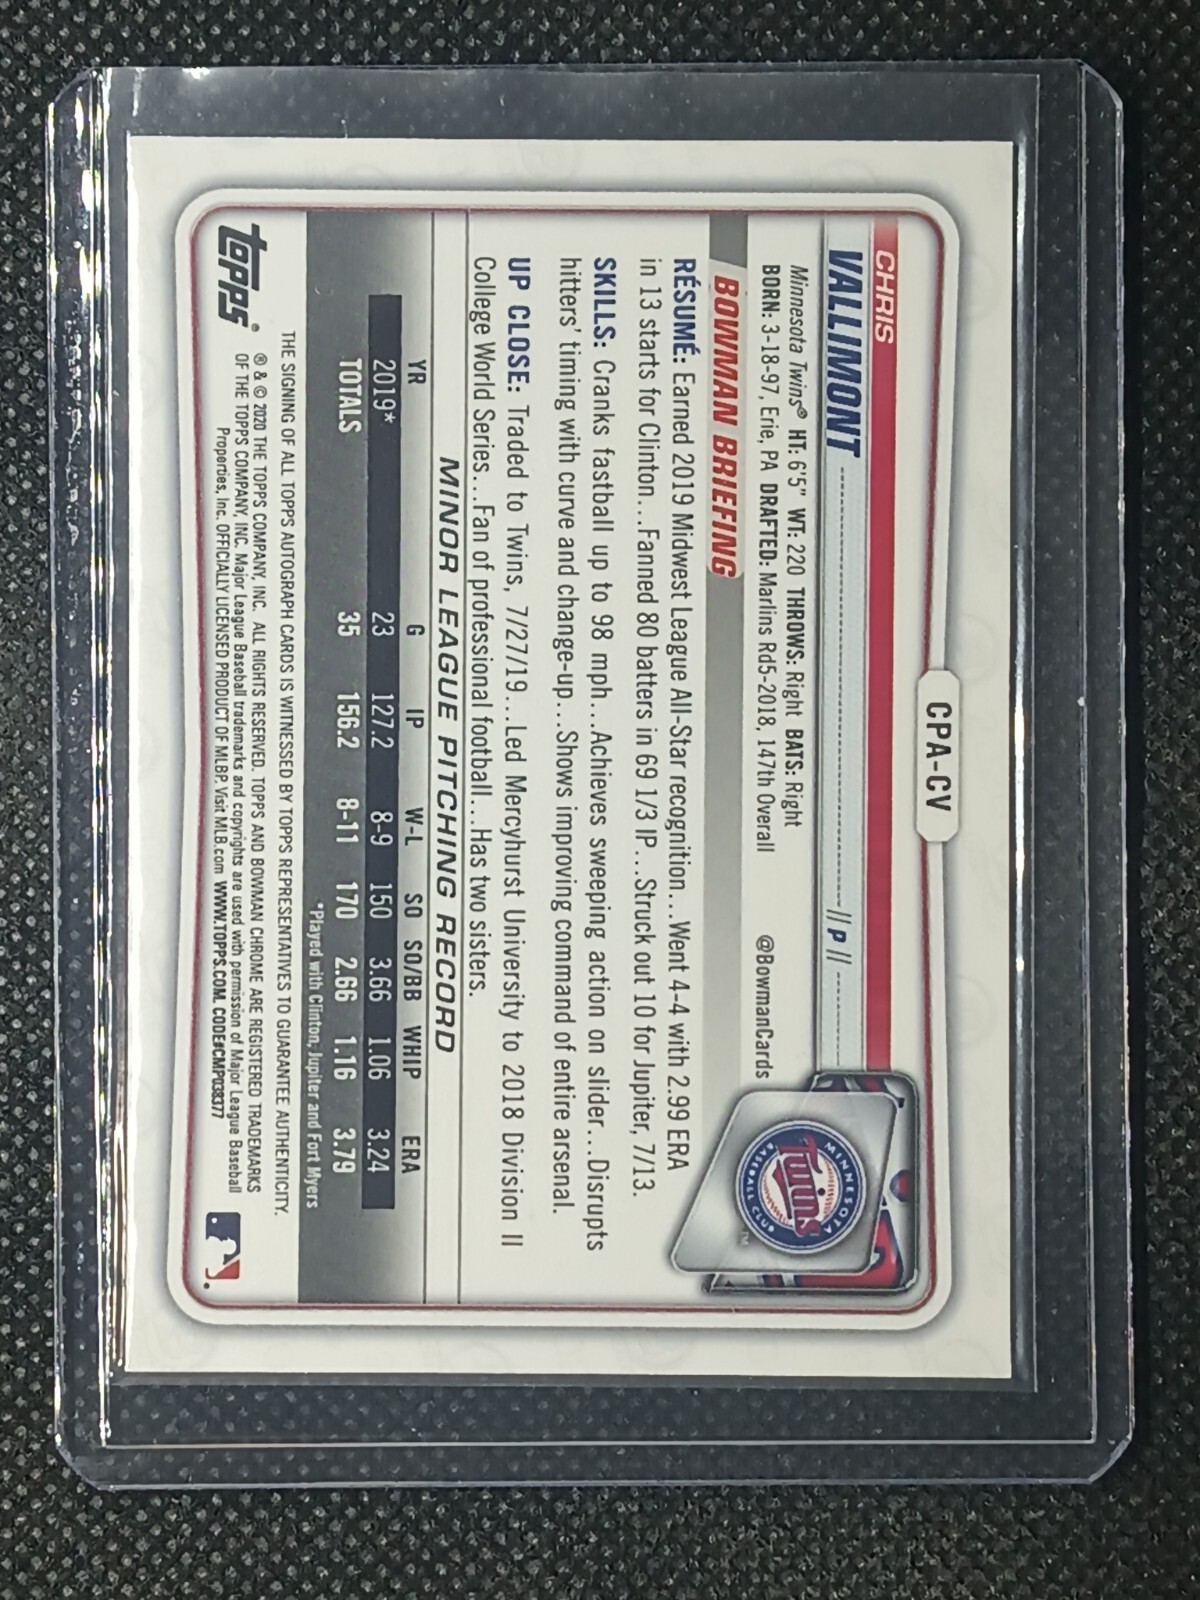 CPA-CV
CHRIS
VALLIMONT
// P //
Minnesota Twins® HT: 6'5" WT: 220 THROWS: Right BATS: Right
BORN: 3-18-97, Erie, PA DRAFTED: Marlins Rd5-2018, 147th Overall
@BowmanCards
MINNESOTA
Twins
BASEBALL CLUB
TM
BOWMAN BRIEFING
RÉSUMÉ: Earned 2019 Midwest League All-Star recognition...Went 4-4 with 2.99 ERA
in 13 starts for Clinton...Fanned 80 batters in 69 1/3 IP...Struck out 10 for Jupiter, 7/13.
SKILLS: Cranks fastball up to 98 mph...Achieves sweeping action on slider...Disrupts
hitters' timing with curve and change-up...Shows improving command of entire arsenal.
UP CLOSE: Traded to Twins, 7/27/19...Led Mercyhurst University to 2018 Division II
College World Series...Fan of professional football...Has two sisters.
MINOR LEAGUE PITCHING RECORD
YR G IP W-L SO SO/BB WHIP ERA
2019* 23 127.2 8-9 150 3.66 1.06 3.24
TOTALS 35 156.2 8-11 170 2.66 1.16 3.79
*Played with Clinton, Jupiter and Fort Myers
THE SIGNING OF ALL TOPPS AUTOGRAPH CARDS IS WITNESSED BY TOPPS REPRESENTATIVES TO GUARANTEE AUTHENTICITY.
topps®
® & © 2020 THE TOPPS COMPANY, INC. ALL RIGHTS RESERVED. TOPPS AND BOWMAN CHROME ARE REGISTERED TRADEMARKS
OF THE TOPPS COMPANY, INC. Major League Baseball trademarks and copyrights are used with permission of Major League Baseball
Properties, Inc. OFFICIALLY LICENSED PRODUCT OF MLBP. Visit MLB.com WWW.TOPPS.COM. CODE#CMP038377